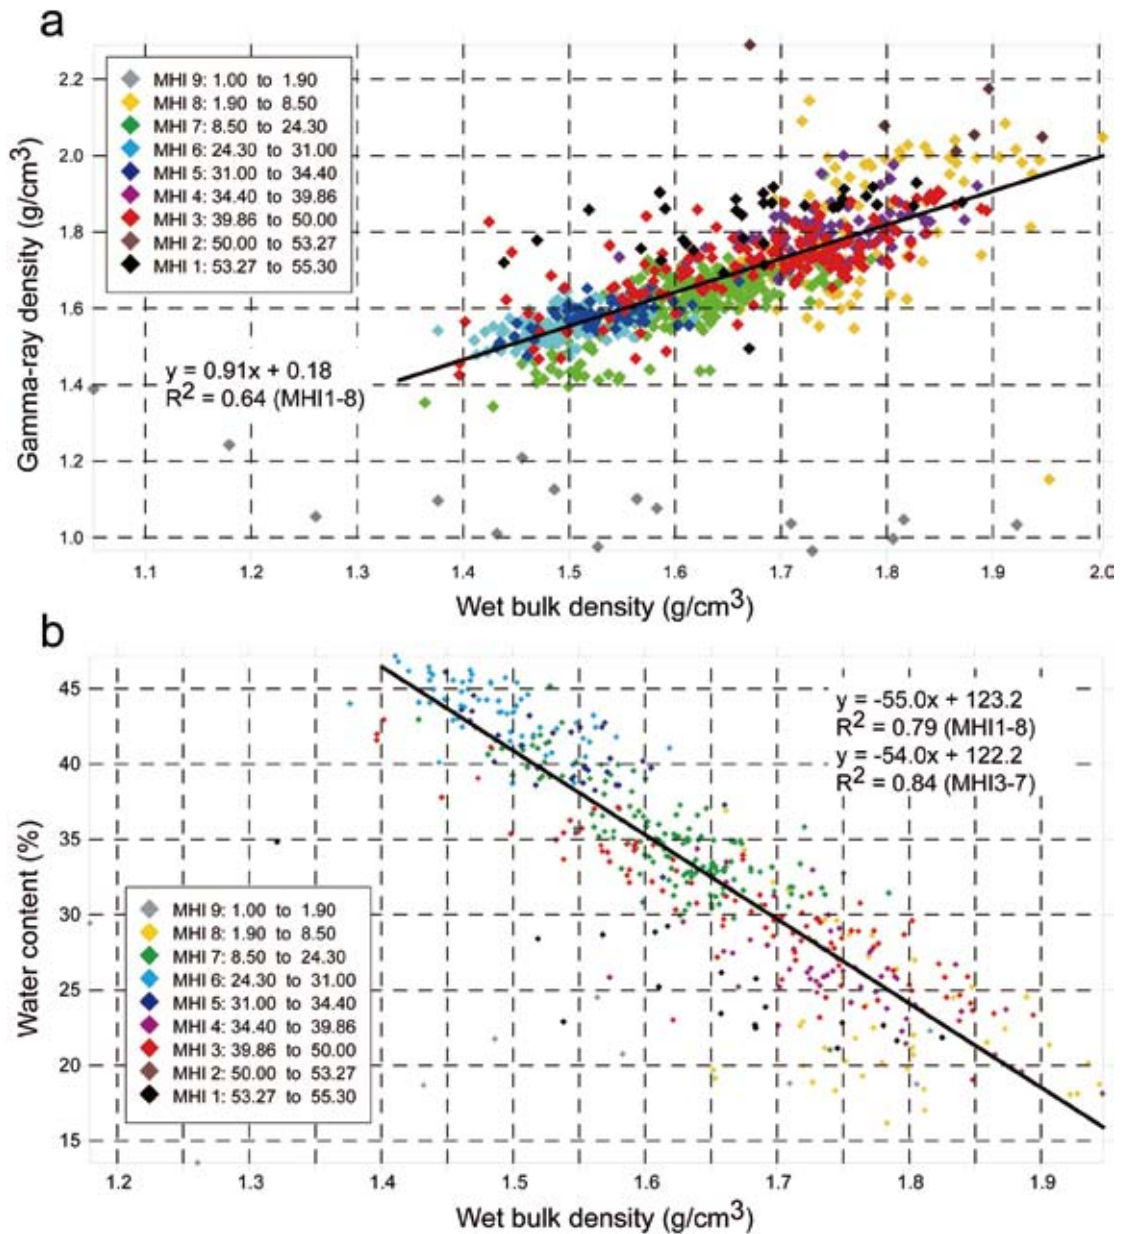 a
MHI 9: 1.00 to 1.90
MHI 8: 1.90 to 8.50
MHI 7: 8.50 to 24.30
MHI 6: 24.30 to 31.00
MHI 5: 31.00 to 34.40
MHI 4: 34.40 to 39.86
MHI 3: 39.86 to 50.00
MHI 2: 50.00 to 53.27
MHI 1: 53.27 to 55.30
2.2
2.0
1.8
1.6
1.4
1.2
1.0
Gamma-ray density (g/cm³)
y = 0.91x + 0.18
R² = 0.64 (MHI1-8)
1.1 1.2 1.3 1.4 1.5 1.6 1.7 1.8 1.9 2.0
Wet bulk density (g/cm³)
b
y = -55.0x + 123.2
R² = 0.79 (MHI1-8)
y = -54.0x + 122.2
R² = 0.84 (MHI3-7)
45
40
35
30
25
20
15
Water content (%)
MHI 9: 1.00 to 1.90
MHI 8: 1.90 to 8.50
MHI 7: 8.50 to 24.30
MHI 6: 24.30 to 31.00
MHI 5: 31.00 to 34.40
MHI 4: 34.40 to 39.86
MHI 3: 39.86 to 50.00
MHI 2: 50.00 to 53.27
MHI 1: 53.27 to 55.30
1.2 1.3 1.4 1.5 1.6 1.7 1.8 1.9
Wet bulk density (g/cm³)